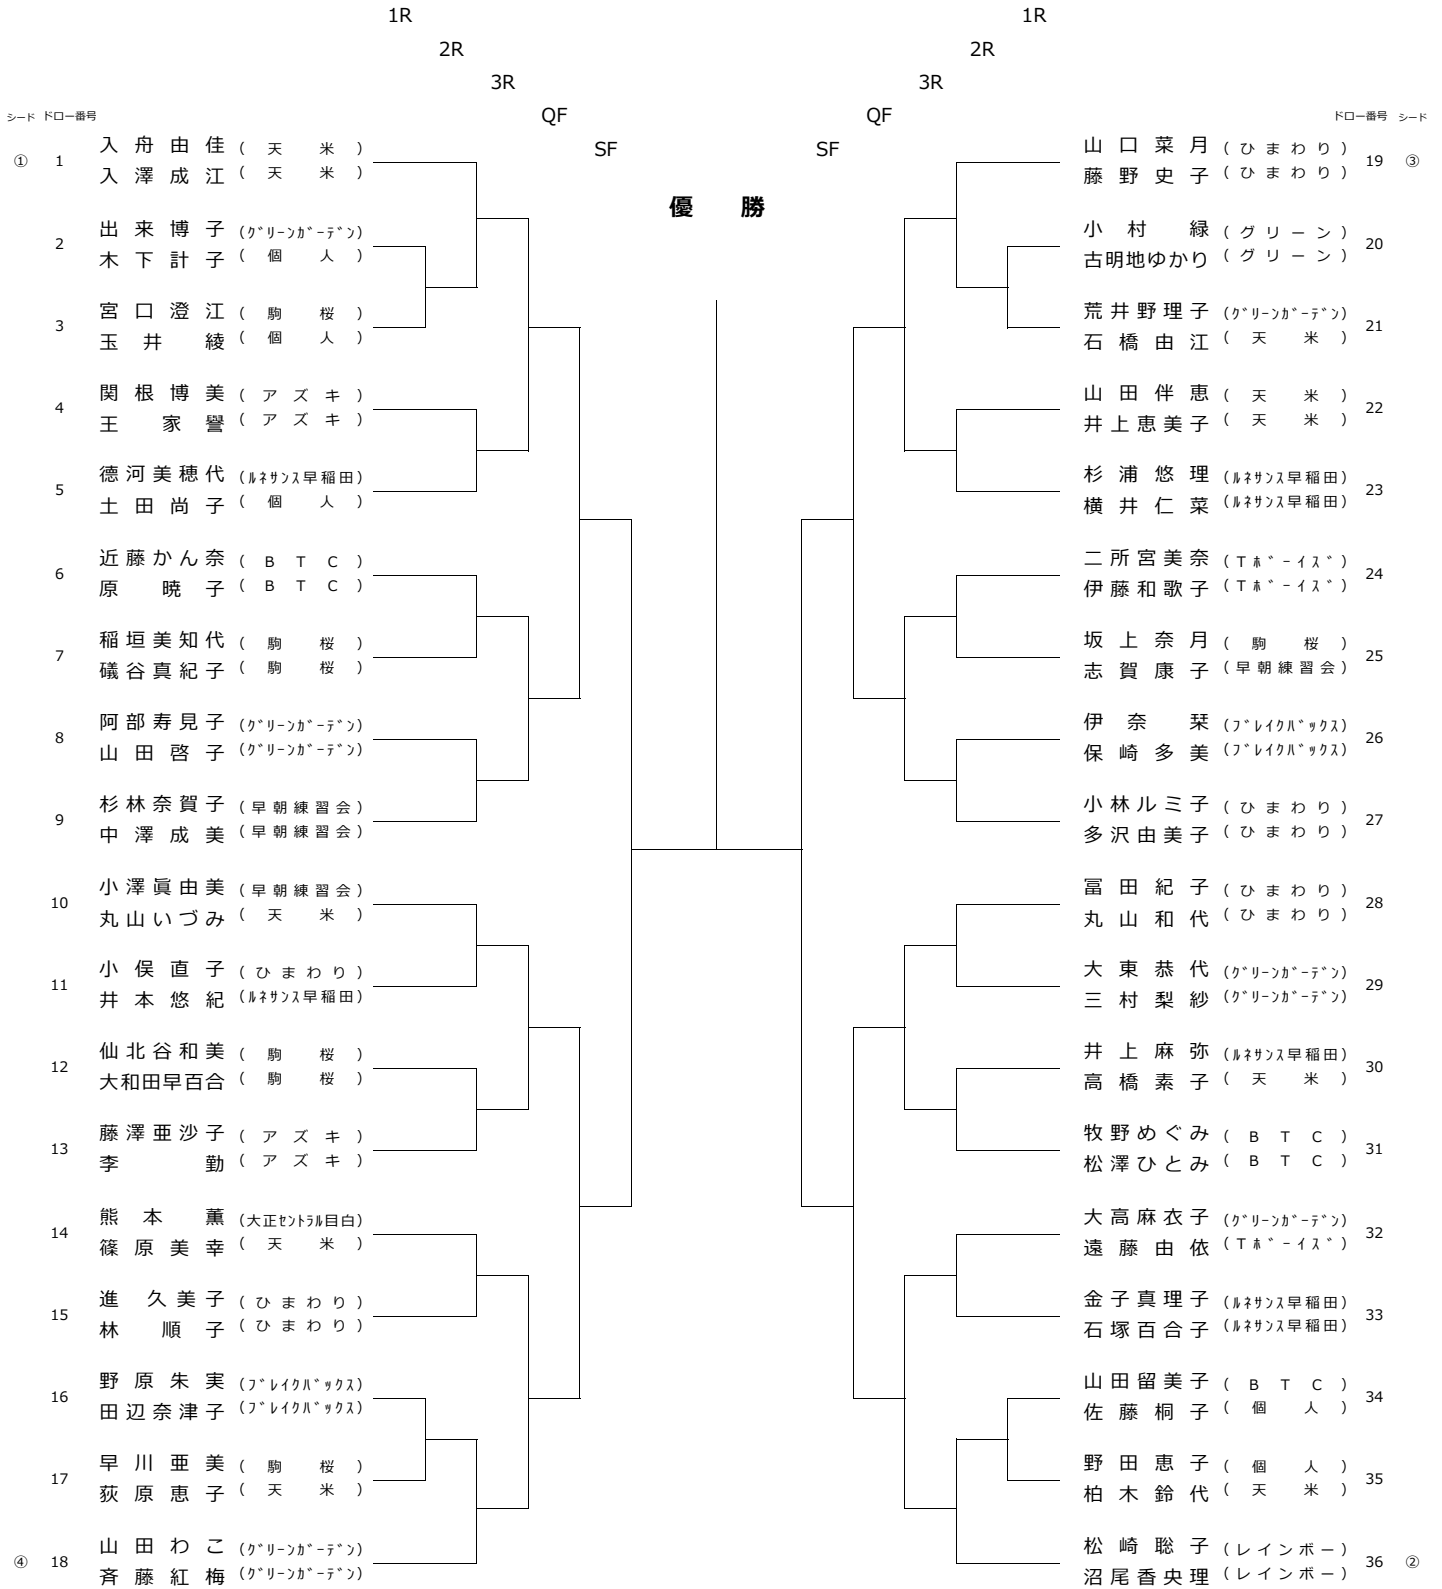 1R 1R
2R 2R
3R 3R
QF QF
SF SF
シード ドロー番号
ドロー番号 シード
優 勝
① 1 入舟由佳 (天米)
入澤成江 (天米)
2 出来博子 (グリーンガーデン)
木下計子 (個人)
3 宮口澄江 (駒桜)
玉井綾 (個人)
4 関根博美 (アズキ)
王家譽 (アズキ)
5 德河美穂代 (ルネサンス早稲田)
土田尚子 (個人)
6 近藤かん奈 (BTC)
原暁子 (BTC)
7 稲垣美知代 (駒桜)
礒谷真紀子 (駒桜)
8 阿部寿見子 (グリーンガーデン)
山田啓子 (グリーンガーデン)
9 杉林奈賀子 (早朝練習会)
中澤成美 (早朝練習会)
10 小澤眞由美 (早朝練習会)
丸山いづみ (天米)
11 小俣直子 (ひまわり)
井本悠紀 (ルネサンス早稲田)
12 仙北谷和美 (駒桜)
大和田早百合 (駒桜)
13 藤澤亜沙子 (アズキ)
李勤 (アズキ)
14 熊本薫 (大正セントラル目白)
篠原美幸 (天米)
15 進久美子 (ひまわり)
林順子 (ひまわり)
16 野原朱実 (ブレイクバックス)
田辺奈津子 (ブレイクバックス)
17 早川亜美 (駒桜)
荻原恵子 (天米)
④ 18 山田わこ (グリーンガーデン)
斉藤紅梅 (グリーンガーデン)
山口菜月 (ひまわり) 19 ③
藤野史子 (ひまわり)
小村緑 (グリーン) 20
古明地ゆかり (グリーン)
荒井野理子 (グリーンガーデン) 21
石橋由江 (天米)
山田伴恵 (天米) 22
井上恵美子 (天米)
杉浦悠理 (ルネサンス早稲田) 23
横井仁菜 (ルネサンス早稲田)
二所宮美奈 (Tボーイズ) 24
伊藤和歌子 (Tボーイズ)
坂上奈月 (駒桜) 25
志賀康子 (早朝練習会)
伊奈栞 (ブレイクバックス) 26
保崎多美 (ブレイクバックス)
小林ルミ子 (ひまわり) 27
多沢由美子 (ひまわり)
冨田紀子 (ひまわり) 28
丸山和代 (ひまわり)
大東恭代 (グリーンガーデン) 29
三村梨紗 (グリーンガーデン)
井上麻弥 (ルネサンス早稲田) 30
高橋素子 (天米)
牧野めぐみ (BTC) 31
松澤ひとみ (BTC)
大高麻衣子 (グリーンガーデン) 32
遠藤由依 (Tボーイズ)
金子真理子 (ルネサンス早稲田) 33
石塚百合子 (ルネサンス早稲田)
山田留美子 (BTC) 34
佐藤桐子 (個人)
野田恵子 (個人) 35
柏木鈴代 (天米)
松崎聡子 (レインボー) 36 ②
沼尾香央理 (レインボー)